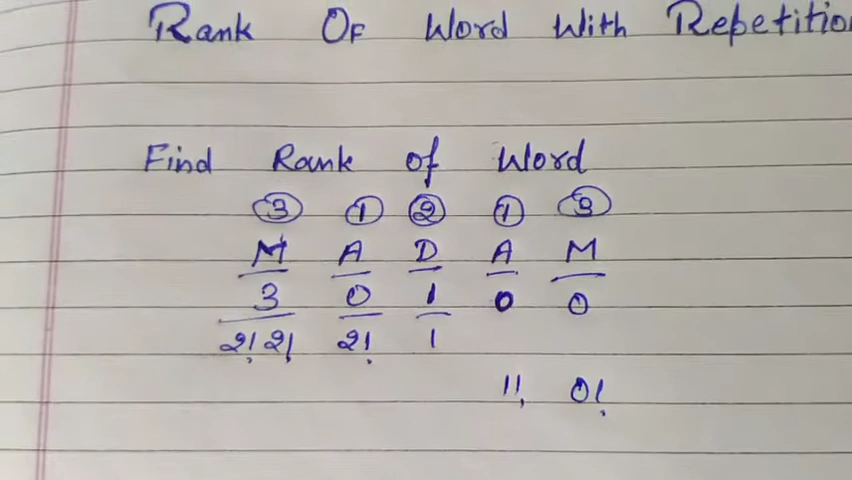 Rank Of Word With Repetitio
Find Rank of Word
3 1 2 1 3
M A D A M
3 0 1 0 0
2! 2! 2! 1
1! 0!